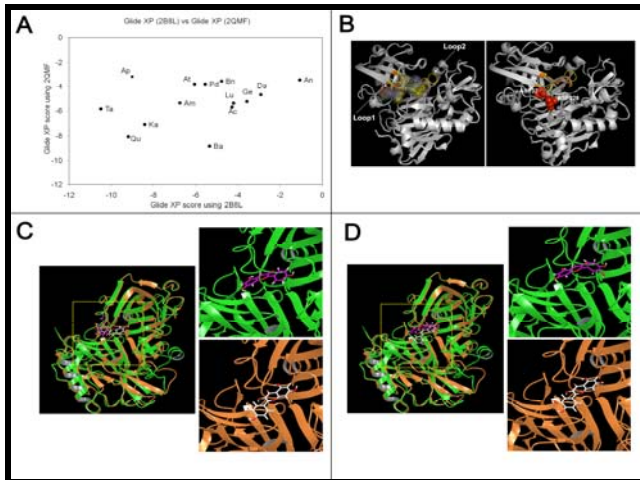 A
Glide XP (2B8L) vs Glide XP (2QMF)
Glide XP score using 2QMF
0
-2
-4
-6
-8
-10
-12
Ap
At
Pd
Bn
An
Da
Ge
Lu
Am
Ac
Ta
Ka
Qu
Ba
-12
-10
-8
-6
-4
-2
0
Glide XP score using 2B8L
B
Loop2
Loop1
C
D